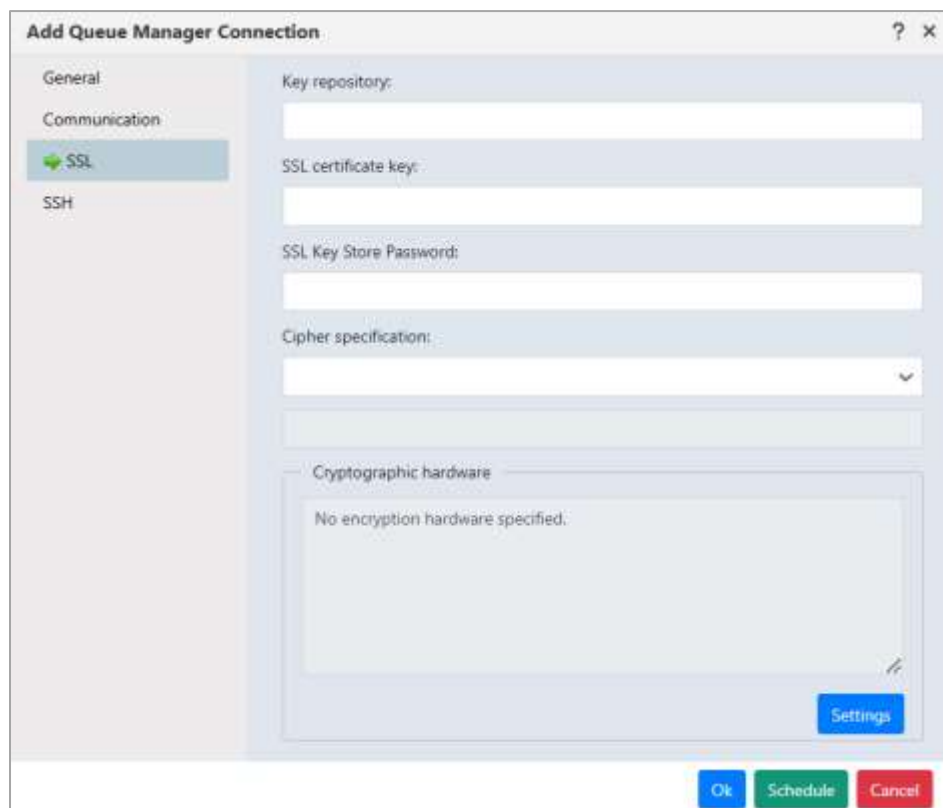 Add Queue Manager Connection
?
General
Communication
SSL
SSH
Key repository:
SSL certificate key:
SSL Key Store Password:
Cipher specification:
Cryptographic hardware
No encryption hardware specified.
Settings
Ok
Schedule
Cancel